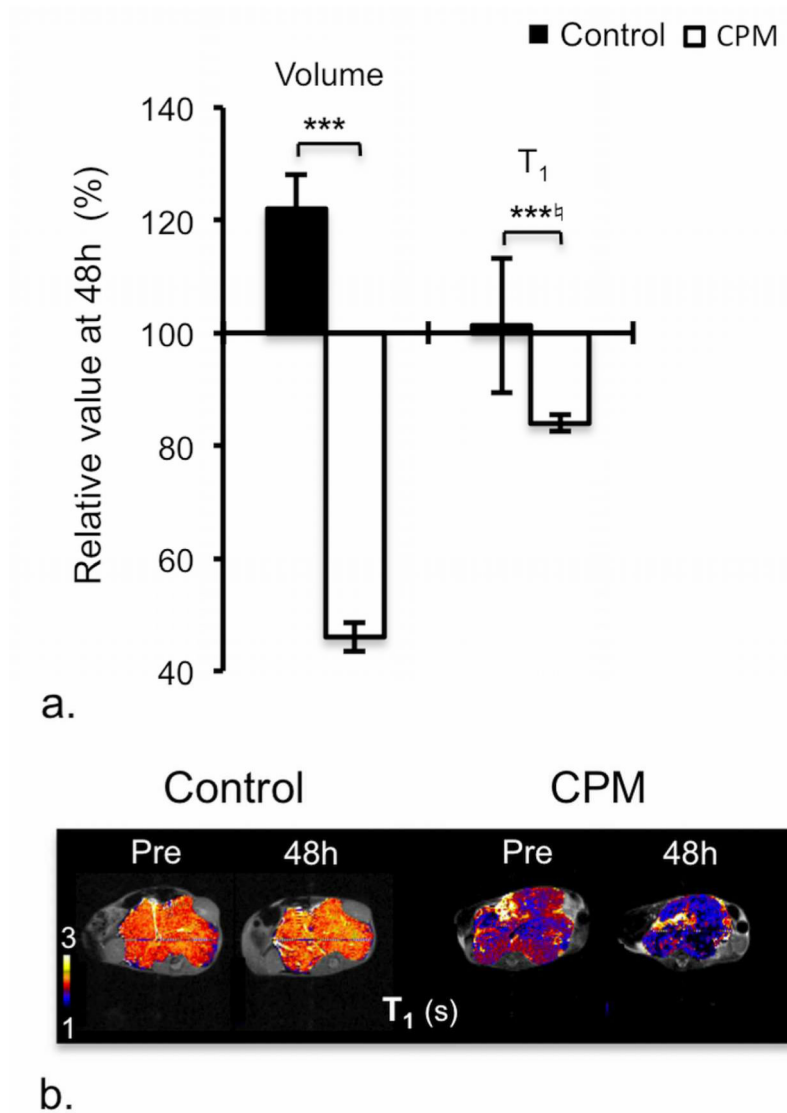 ■ Control □ CPM
Volume
140
***
T₁
***♮
120
100
80
60
40
Relative value at 48h (%)
a.
Control CPM
Pre 48h Pre 48h
3
1
T₁ (s)
b.